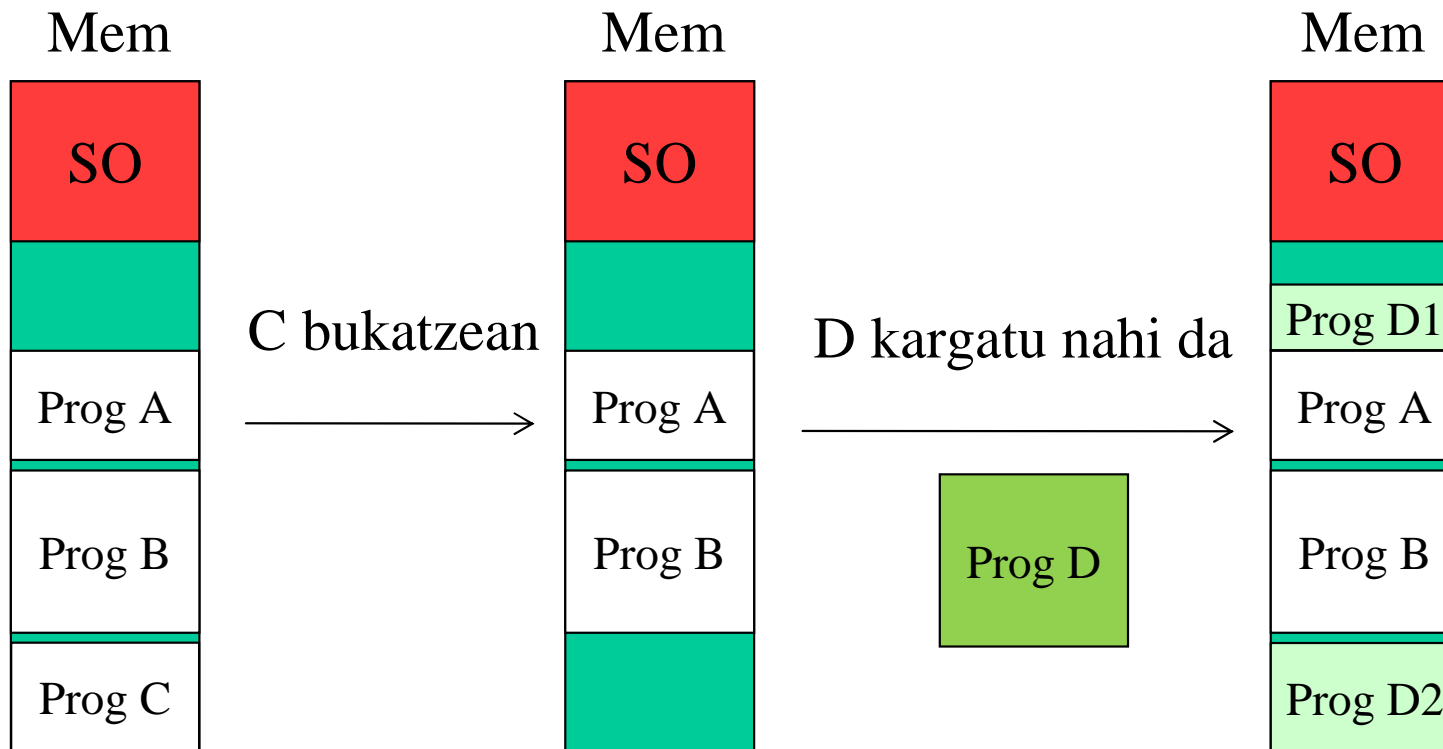 Mem
SO
Prog A
Prog B
Prog C
C bukatzean
Mem
SO
Prog A
Prog B
D kargatu nahi da
Prog D
Mem
SO
Prog D1
Prog A
Prog B
Prog D2